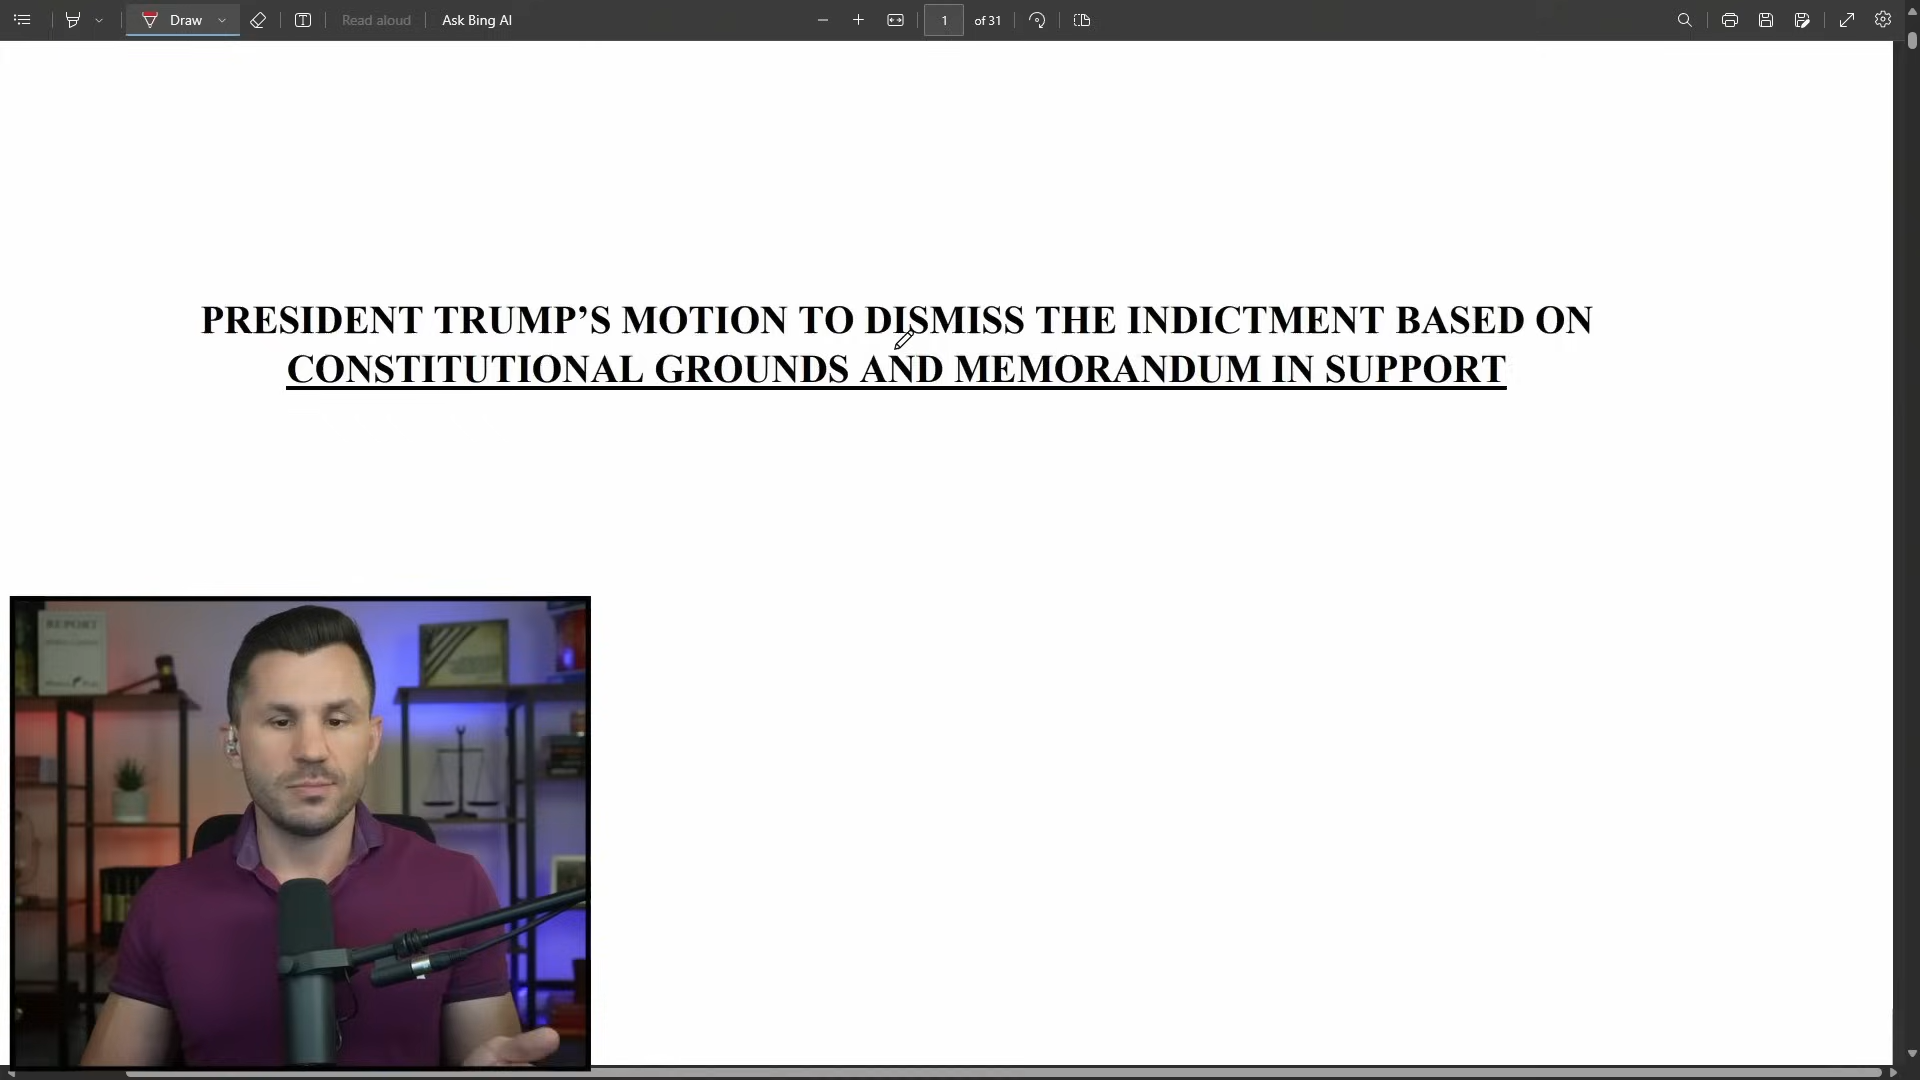 Draw
Read aloud
Ask Bing AI
1 of 31
PRESIDENT TRUMP’S MOTION TO DISMISS THE INDICTMENT BASED ON
CONSTITUTIONAL GROUNDS AND MEMORANDUM IN SUPPORT
REPORT